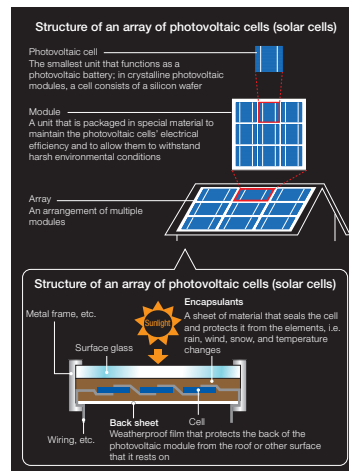 Structure of an array of photovoltaic cells (solar cells)
Photovoltaic cell
The smallest unit that functions as a
photovoltaic battery; in crystalline photovoltaic
modules, a cell consists of a silicon wafer
Module
A unit that is packaged in special material to
maintain the photovoltaic cells' electrical
efficiency and to allow them to withstand
harsh environmental conditions
Array
An arrangement of multiple
modules
Structure of an array of photovoltaic cells (solar cells)
Encapsulants
A sheet of material that seals the cell
and protects it from the elements, i.e.
rain, wind, snow, and temperature
changes
Metal frame, etc.
Sunlight
Surface glass
Back sheet
Cell
Weatherproof film that protects the back of the
photovoltaic module from the roof or other surface
that it rests on
Wiring, etc.